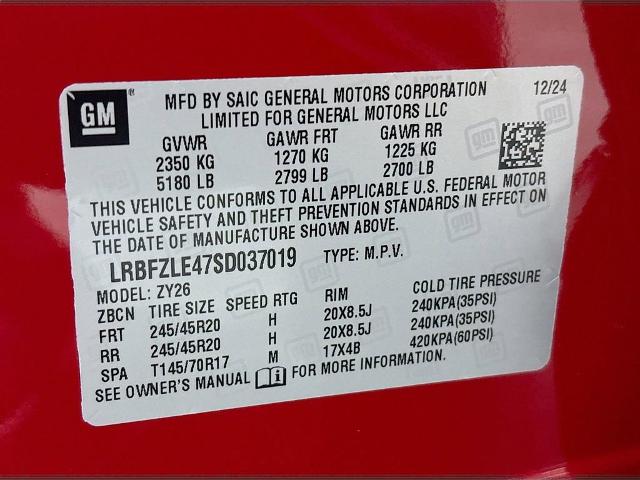 GM ®
MFD BY SAIC GENERAL MOTORS CORPORATION 12/24
LIMITED FOR GENERAL MOTORS LLC
GVWR GAWR FRT GAWR RR
2350 KG 1270 KG 1225 KG
5180 LB 2799 LB 2700 LB
THIS VEHICLE CONFORMS TO ALL APPLICABLE U.S. FEDERAL MOTOR
VEHICLE SAFETY AND THEFT PREVENTION STANDARDS IN EFFECT ON
THE DATE OF MANUFACTURE SHOWN ABOVE.
LRBFZLE47SD037019 TYPE: M.P.V.
MODEL: ZY26
ZBCN TIRE SIZE SPEED RTG RIM COLD TIRE PRESSURE
FRT 245/45R20 H 20X8.5J 240KPA(35PSI)
RR 245/45R20 H 20X8.5J 240KPA(35PSI)
SPA T145/70R17 M 17X4B 420KPA(60PSI)
SEE OWNER'S MANUAL FOR MORE INFORMATION.